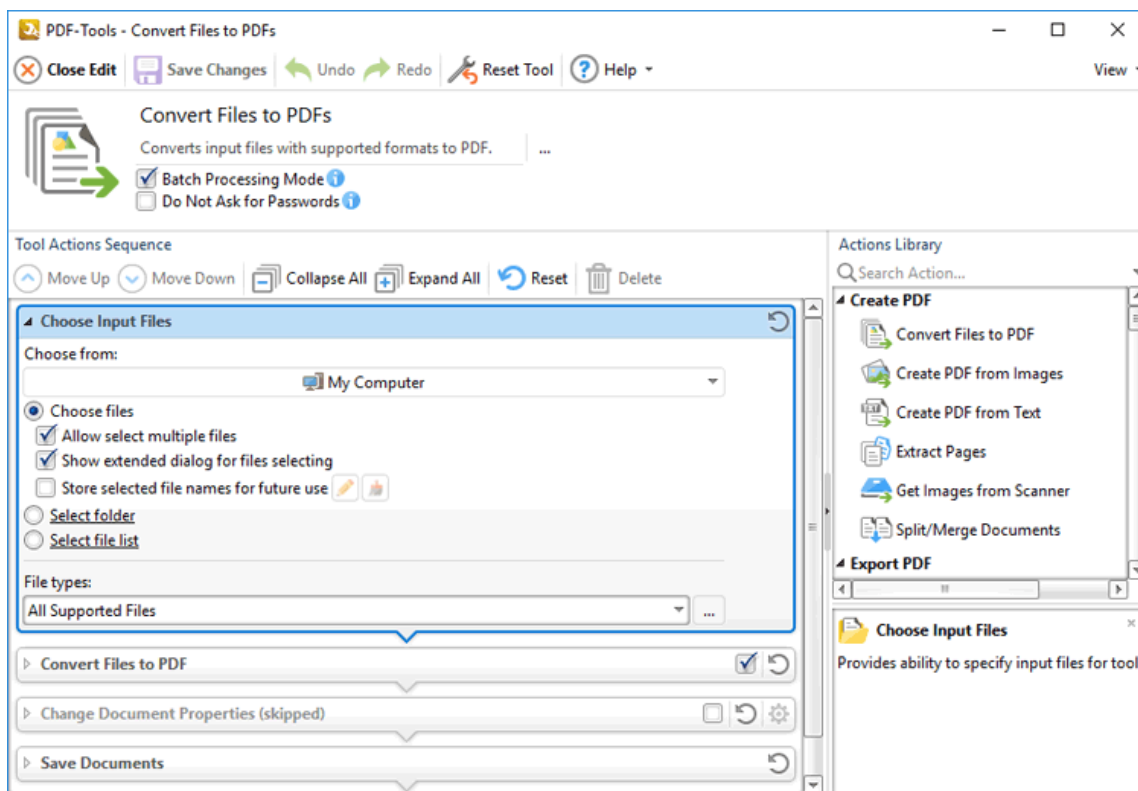 PDF-Tools - Convert Files to PDFs
Close Edit Save Changes Undo Redo Reset Tool ? Help View
Convert Files to PDFs
Converts input files with supported formats to PDF. ...
Batch Processing Mode i
Do Not Ask for Passwords i
Tool Actions Sequence
Move Up Move Down Collapse All Expand All Reset Delete
Choose Input Files
Choose from:
My Computer
Choose files
Allow select multiple files
Show extended dialog for files selecting
Store selected file names for future use
Select folder
Select file list
File types:
All Supported Files ...
Convert Files to PDF
Change Document Properties (skipped)
Save Documents
Actions Library
Search Action...
Create PDF
Convert Files to PDF
Create PDF from Images
Create PDF from Text
Extract Pages
Get Images from Scanner
Split/Merge Documents
Export PDF
Choose Input Files
Provides ability to specify input files for tool